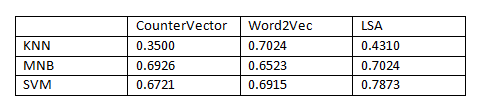 CounterVector Word2Vec LSA
KNN 0.3500 0.7024 0.4310
MNB 0.6926 0.6523 0.7024
SVM 0.6721 0.6915 0.7873